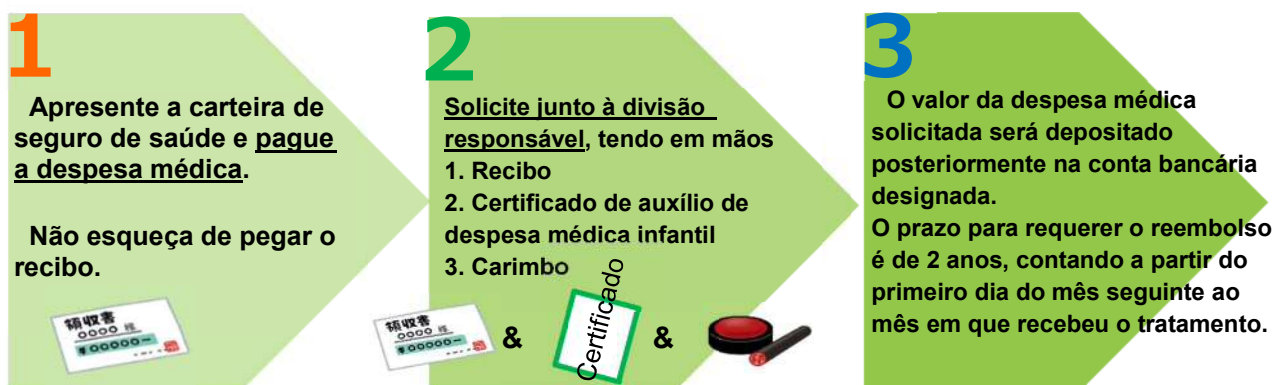 1
Apresente a carteira de
seguro de saúde e pague
a despesa médica.
Não esqueça de pegar o
recibo.
領収書
○○○○ 様
¥○○○○○ー
2
Solicite junto à divisão
responsável, tendo em mãos
1. Recibo
2. Certificado de auxílio de
despesa médica infantil
3. Carimbo
領収書
○○○○ 様
¥○○○○○ー
&
Certificado
&
3
O valor da despesa médica
solicitada será depositado
posteriormente na conta bancária
designada.
O prazo para requerer o reembolso
é de 2 anos, contando a partir do
primeiro dia do mês seguinte ao
mês em que recebeu o tratamento.